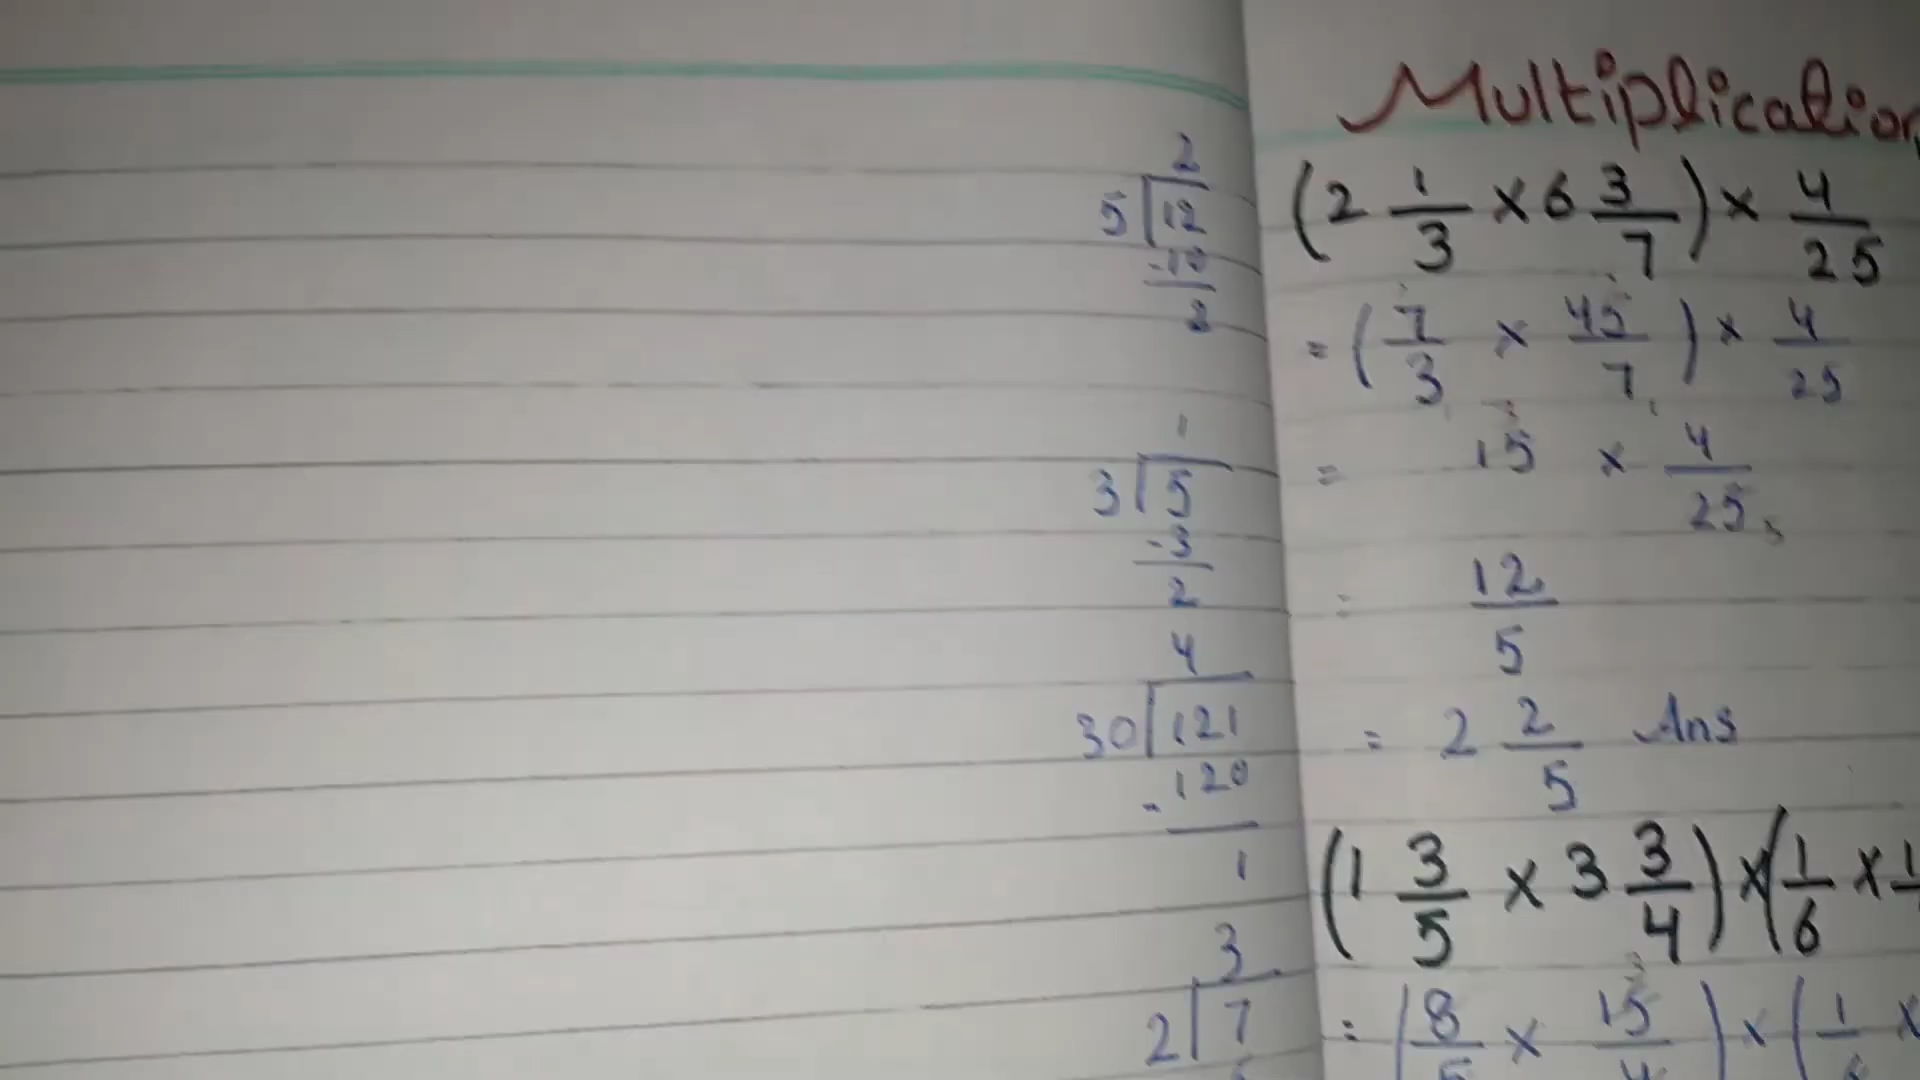 2
5 12
-10
2
1
3 5
-3
2
4
30 121
- 120
1
3
2 7
Multiplication
(2 1/3 × 6 3/7) × 4/25
= (7/3 × 45/7) × 4/25
= 15 × 4/25
= 12/5
= 2 2/5 Ans
(1 3/5 × 3 3/4) × (1/6 × 1
= (8/5 × 15/4) × (1/6 ×